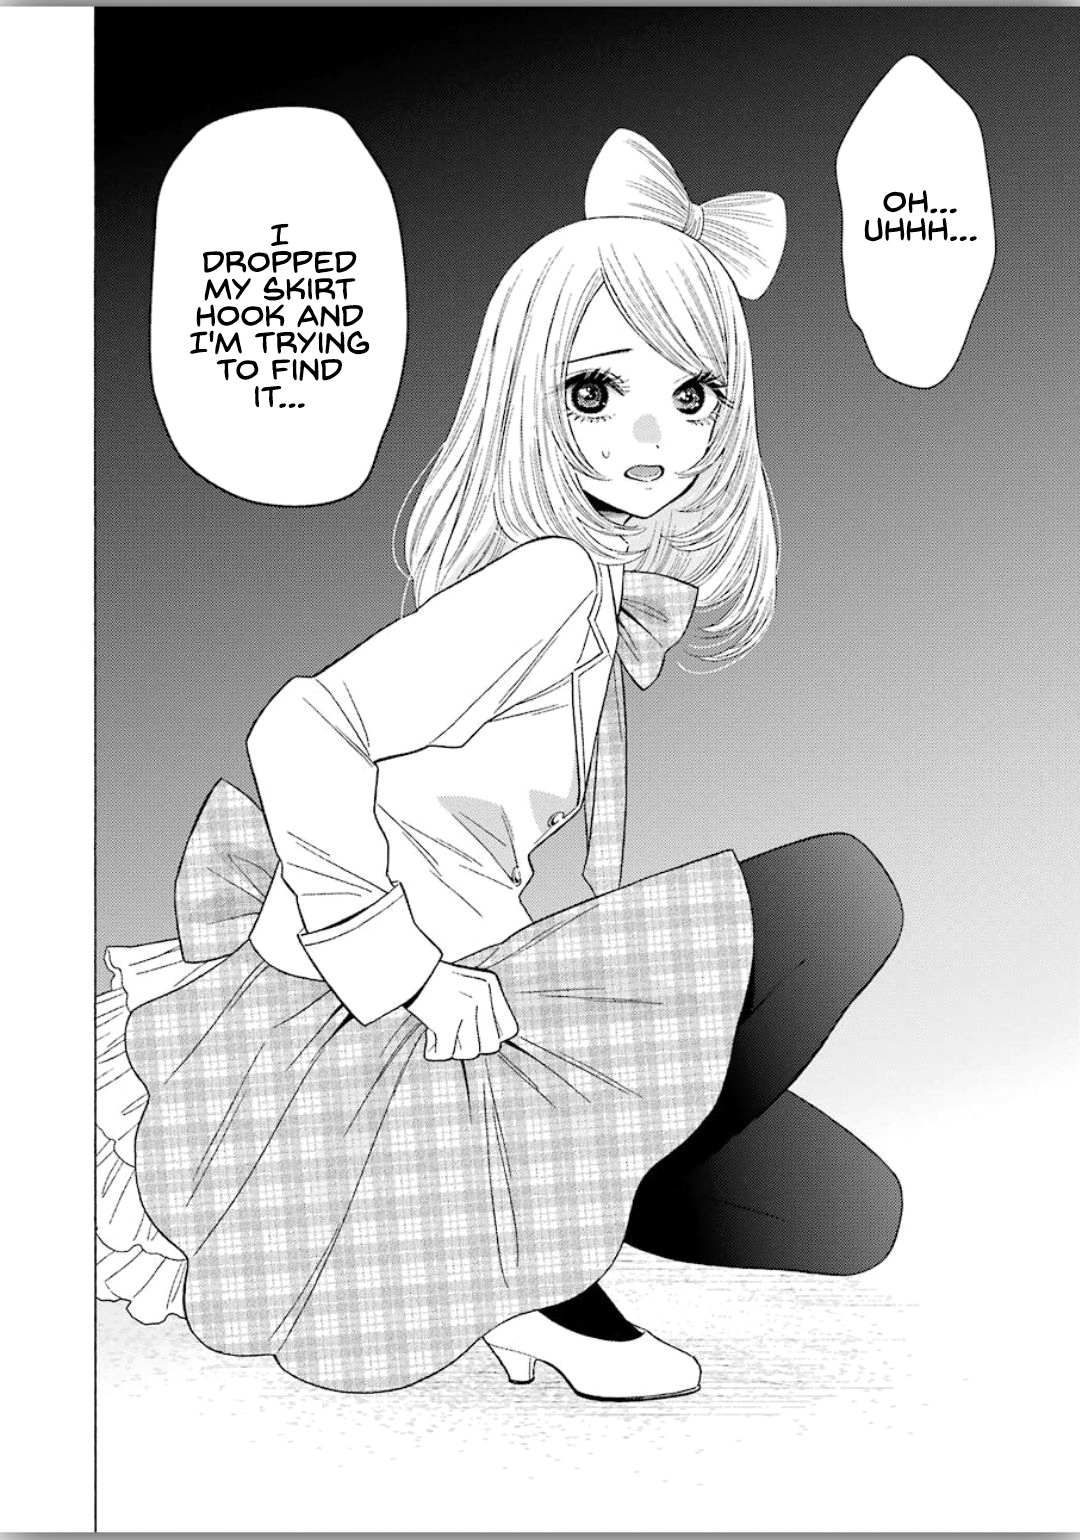 OH...
UHHH...
I
DROPPED
MY SKIRT
HOOK AND
I'M TRYING
TO FIND
IT...